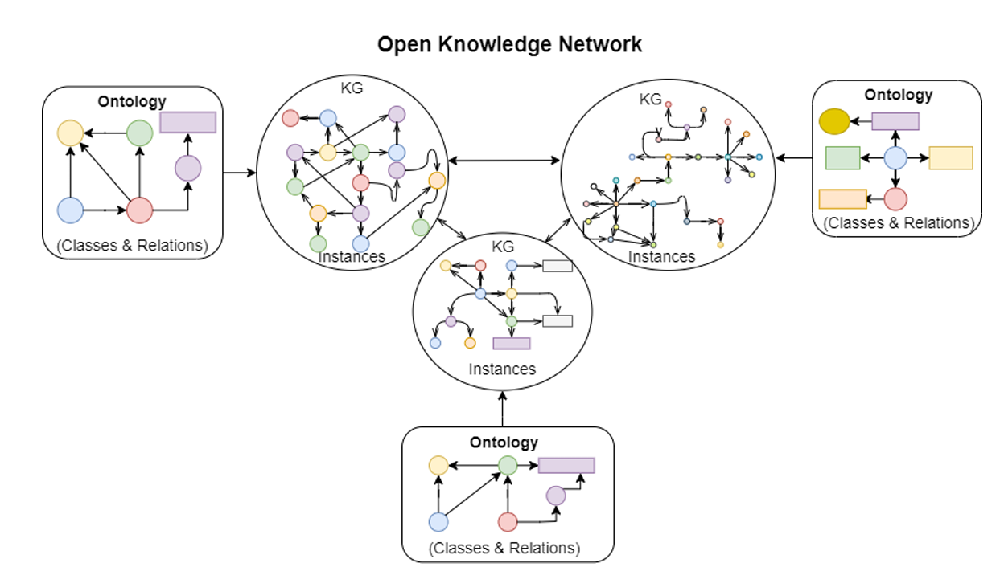 Open Knowledge Network
Ontology
(Classes & Relations)
KG
Instances
KG
Instances
Ontology
(Classes & Relations)
KG
Instances
Ontology
(Classes & Relations)